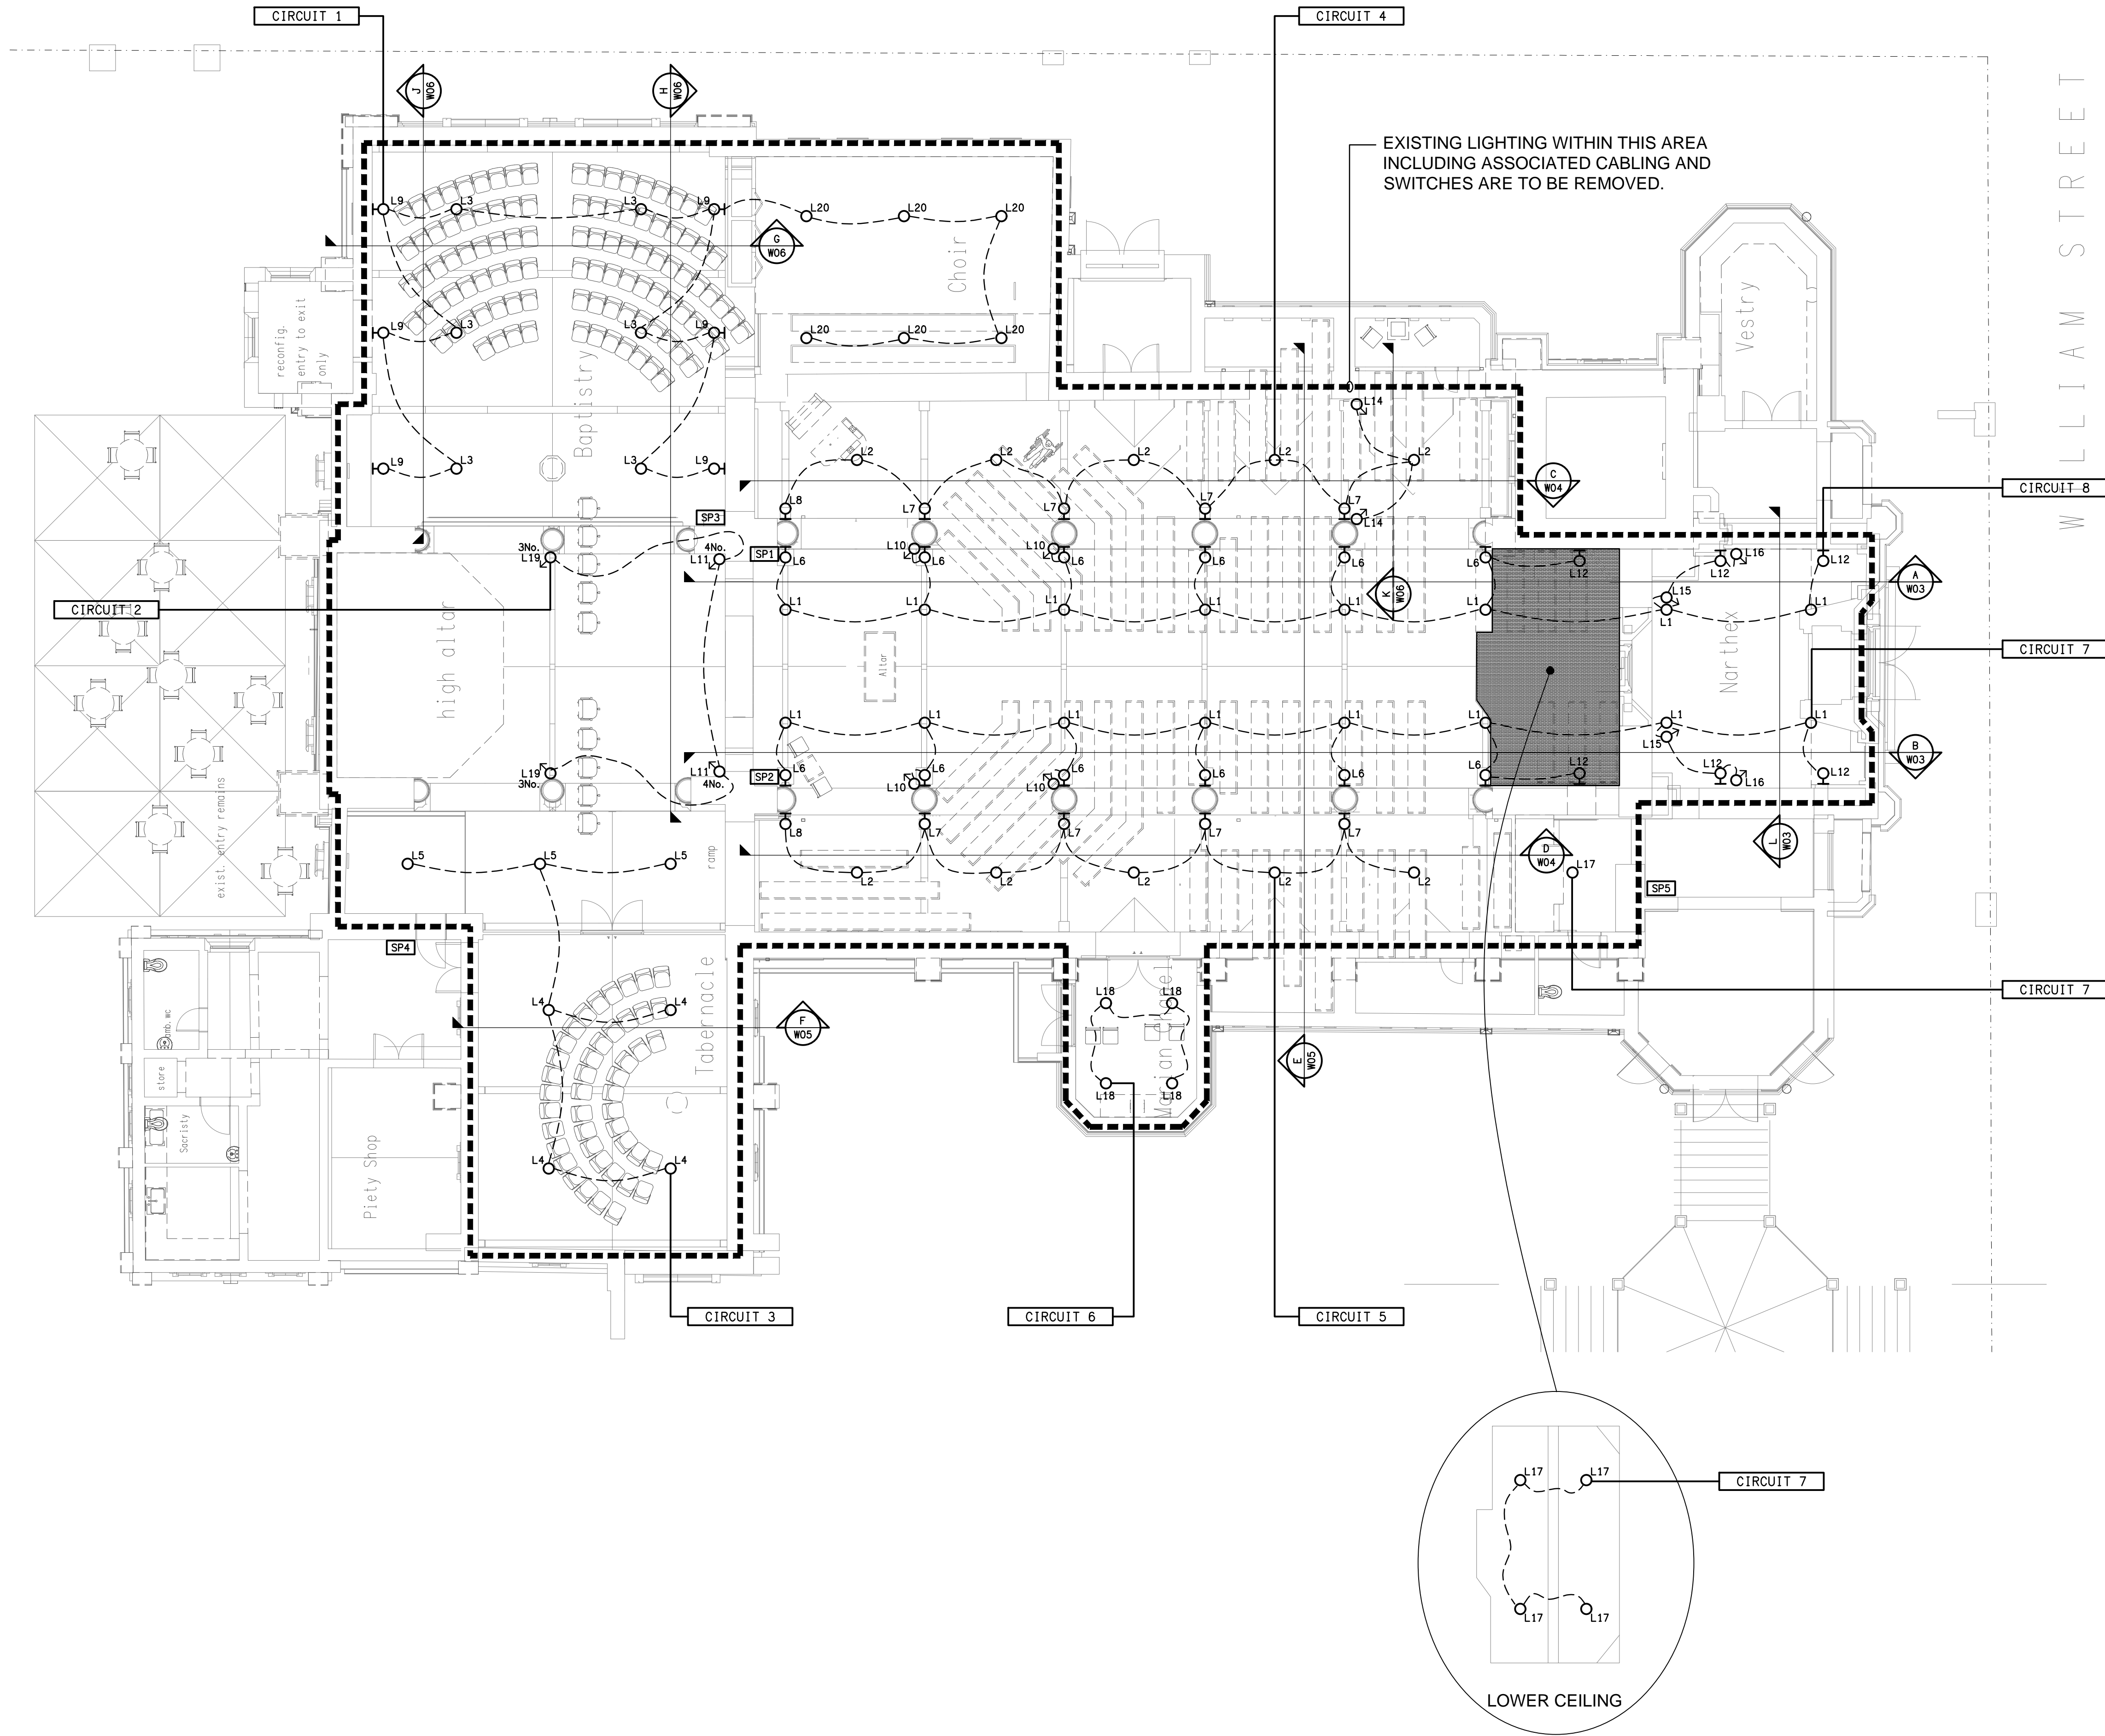 CIRCUIT 1
CIRCUIT 4
J
W06
H
W06
EXISTING LIGHTING WITHIN THIS AREA
INCLUDING ASSOCIATED CABLING AND
SWITCHES ARE TO BE REMOVED.
WILLIAM STREET
L9
L3
L3
L9
L20
L20
L20
G
W06
Choir
reconfig.
entry to exit
only
L9
L3
L3
L9
L20
L20
L20
Baptistry
Vestry
L14
L9
L3
L3
L9
L2
L2
L2
L2
L2
C
W04
CIRCUIT 8
L8
L7
L7
L7
L7
L14
SP3
SP1
3No.
L19
4No.
L11
L6
L10
L6
L10
L6
L6
L6
L6
L12
L12
L16
L12
A
W03
K
W06
CIRCUIT 2
high altar
L1
L1
L1
L1
L1
L1
L15
L1
L1
Narthex
Altar
CIRCUIT 7
L1
L1
L1
L1
L1
L1
L1
L15
L1
B
W03
L19
3No.
L11
4No.
SP2
L6
L10
L6
L10
L6
L6
L6
L6
L12
L12
L16
L12
exist. entry remains
L8
L7
L7
L7
L7
L
W03
D
W04
L5
L5
L5
ramp
L2
L2
L2
L2
L2
L17
SP5
SP4
CIRCUIT 7
amb.wc
L4
L4
F
W05
Tabernacle
L18
L18
Marian
L18
L18
E
W05
store
Sacristy
Piety Shop
L4
L4
CIRCUIT 3
CIRCUIT 6
CIRCUIT 5
L17
L17
CIRCUIT 7
L17
L17
LOWER CEILING